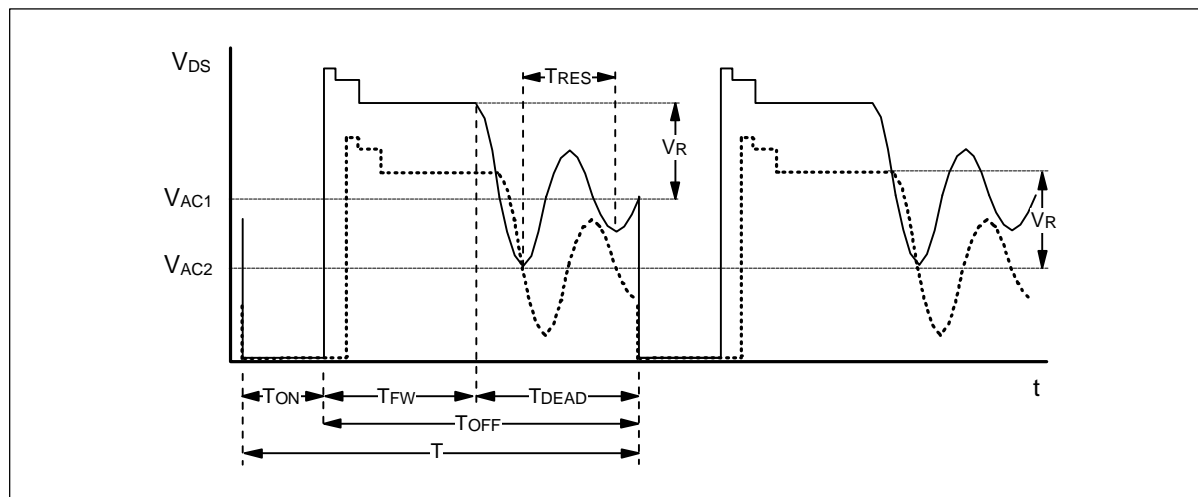 VDS
TRES
VR
VAC1
VR
VAC2
t
TON
TFW
TDEAD
TOFF
T